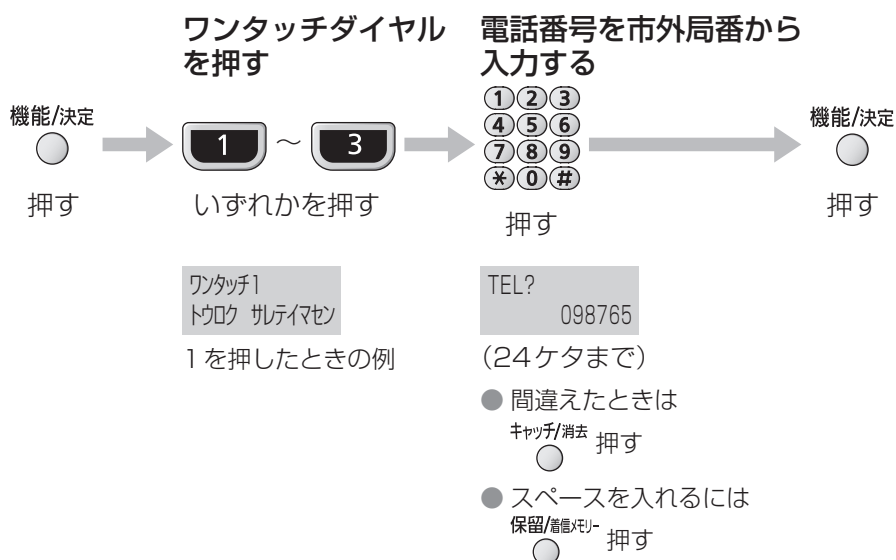 ワンタッチダイヤル
を押す
電話番号を市外局番から
入力する
機能/決定
押す
1 ～ 3
いずれかを押す
1 2 3
4 5 6
7 8 9
* 0 #
押す
機能/決定
押す
ワンタッチ1
トウロク サレテイマセン
1を押したときの例
TEL?
098765
（24ケタまで）
● 間違えたときは
キャッチ/消去 押す
● スペースを入れるには
保留/着信メモリー 押す